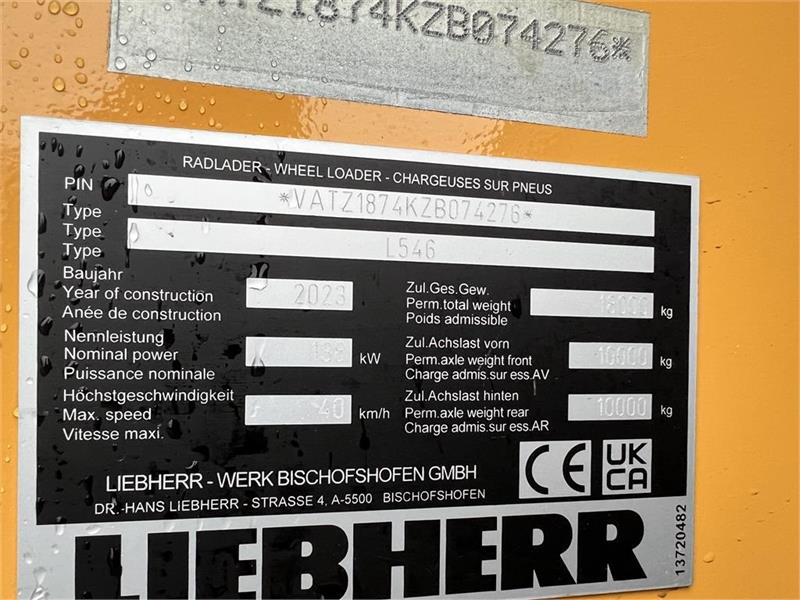 VATZ1874KZB074276*
RADLADER - WHEEL LOADER - CHARGEUSES SUR PNEUS
PIN *VATZ1874KZB074276*
Type
Type L546
Type
Baujahr
Year of construction 2023
Anée de construction
Nennleistung
Nominal power kW
Puissance nominale
Höchstgeschwindigkeit
Max. speed 40 km/h
Vitesse maxi.
Zul.Ges.Gew.
Perm.total weight kg
Poids admissible
Zul.Achslast vorn
Perm.axle weight front 10000 kg
Charge admis.sur ess.AV
Zul.Achslast hinten
Perm.axle weight rear 10000 kg
Charge admis.sur ess.AR
LIEBHERR - WERK BISCHOFSHOFEN GMBH
DR.-HANS LIEBHERR - STRASSE 4, A-5500 BISCHOFSHOFEN
CE
UK
CA
LIEBHERR
13720482